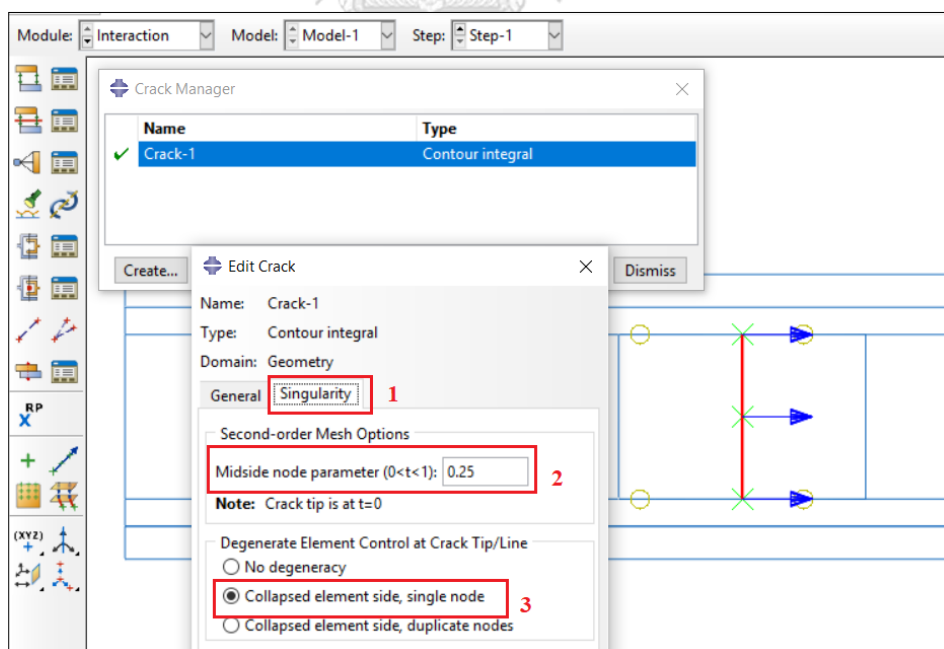 Module: Interaction Model: Model-1 Step: Step-1
Crack Manager
Name Type
Crack-1 Contour integral
Create... Dismiss
Edit Crack
Name: Crack-1
Type: Contour integral
Domain: Geometry
General Singularity 1
Second-order Mesh Options
Midside node parameter (0<t<1): 0.25 2
Note: Crack tip is at t=0
Degenerate Element Control at Crack Tip/Line
No degeneracy
Collapsed element side, single node 3
Collapsed element side, duplicate nodes
RP
(XYZ)